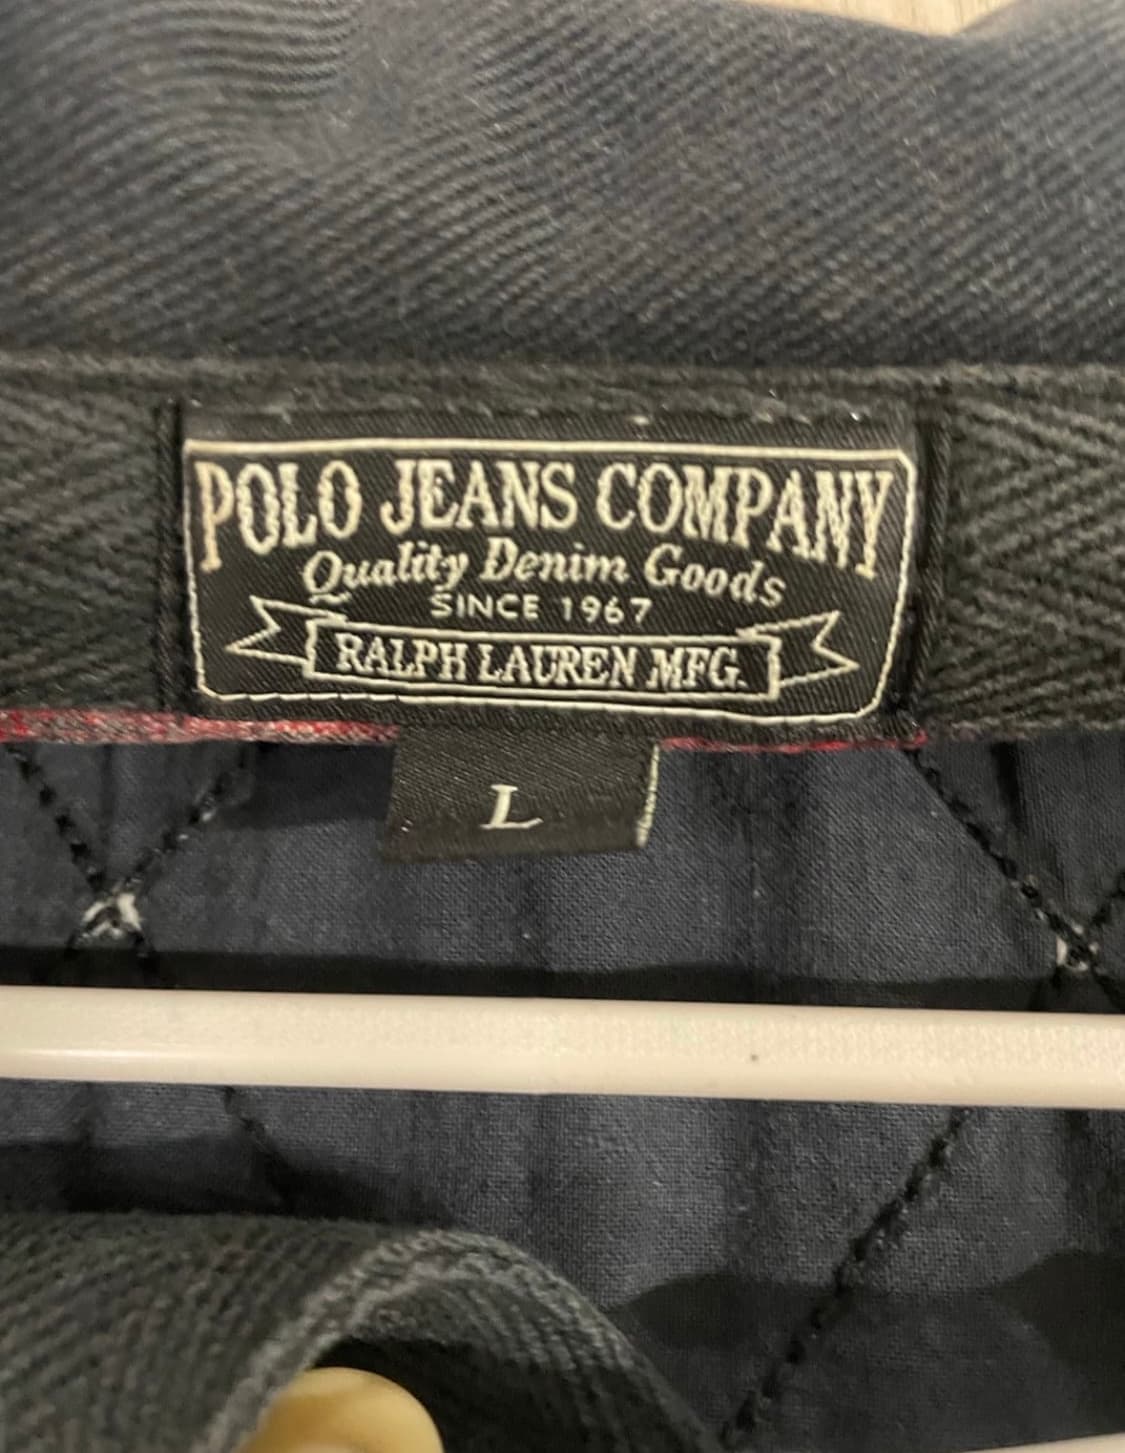 POLO JEANS COMPANY
Quality Denim Goods
SINCE 1967
RALPH LAUREN MFG.
L